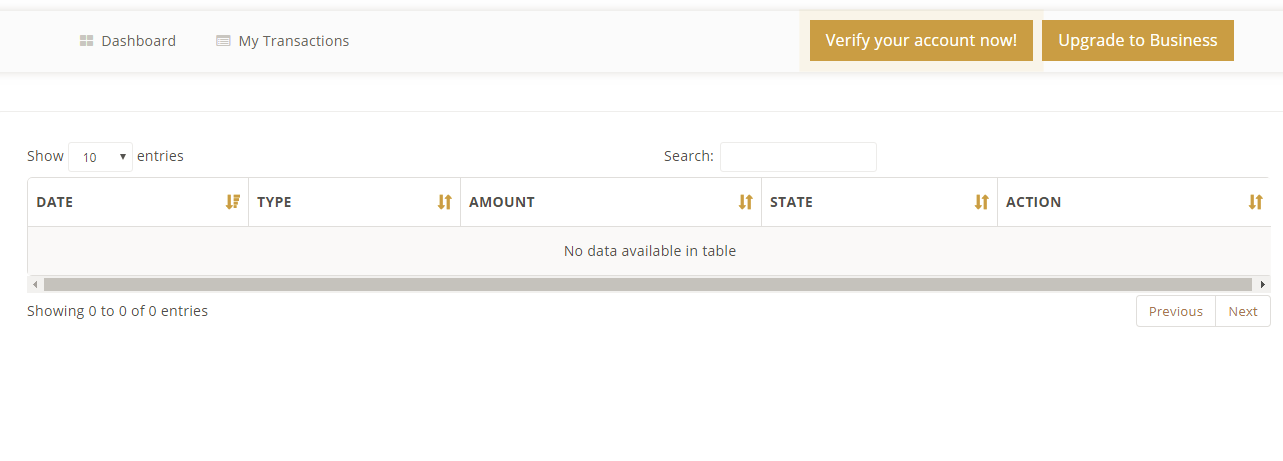 Dashboard My Transactions Verify your account now! Upgrade to Business
Show 10 entries Search:
DATE TYPE AMOUNT STATE ACTION
No data available in table
Showing 0 to 0 of 0 entries Previous Next